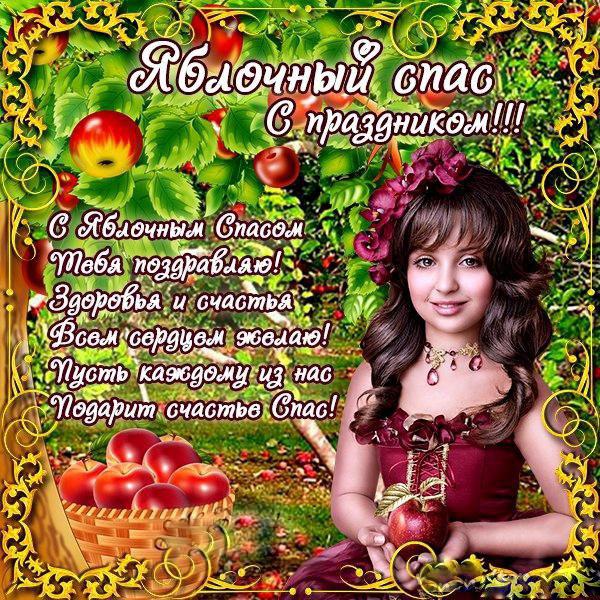 Яблочный спас
С праздником!!!
С Яблочным Спасом
Тебя поздравляю!
Здоровья и счастья
Всем сердцем желаю!
Пусть каждому из нас
Подарит счастье Спас!